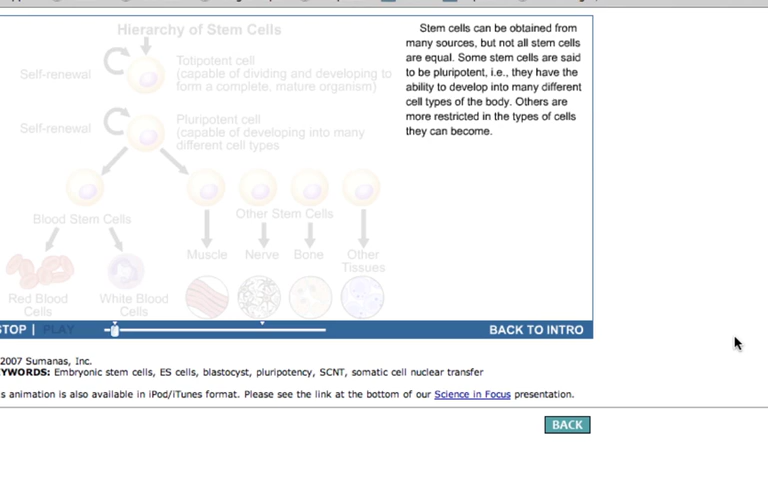 Hierarchy of Stem Cells
Self-renewal
Totipotent cell
(capable of dividing and developing to
form a complete, mature organism)
Self-renewal
Pluripotent cell
(capable of developing into many
different cell types
Blood Stem Cells
Other Stem Cells
Muscle
Nerve
Bone
Other
Tissues
Red Blood
Cells
White Blood
Cells
Stem cells can be obtained from
many sources, but not all stem cells
are equal. Some stem cells are said
to be pluripotent, i.e., they have the
ability to develop into many different
cell types of the body. Others are
more restricted in the types of cells
they can become.
STOP | PLAY
BACK TO INTRO
2007 Sumanas, Inc.
YWORDS: Embryonic stem cells, ES cells, blastocyst, pluripotency, SCNT, somatic cell nuclear transfer
s animation is also available in iPod/iTunes format. Please see the link at the bottom of our Science in Focus presentation.
BACK